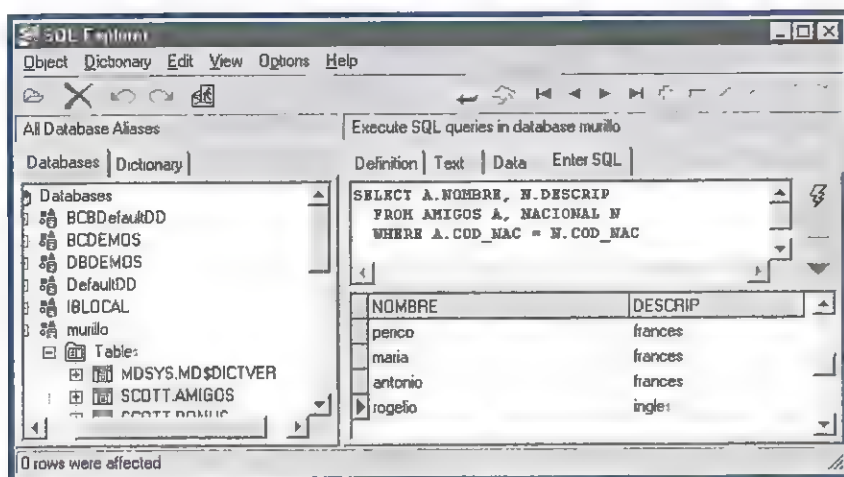 SQL Explorer
Object Dictionary Edit View Options Help
All Database Aliases
Databases Dictionary
Databases
BCBDefaultDD
BCDEMOS
DBDEMOS
DefaultDD
IBLOCAL
murillo
Tables
MDSYS.MD$DICTVER
SCOTT.AMIGOS
SCOTT.BONUS
Execute SQL queries in database murillo
Definition Text Data Enter SQL
SELECT A.NOMBRE, N.DESCRIP
FROM AMIGOS A, NACIONAL N
WHERE A.COD_NAC = N.COD_NAC
NOMBRE DESCRIP
perico frances
maria frances
antonio frances
rogelio ingles
0 rows were affected